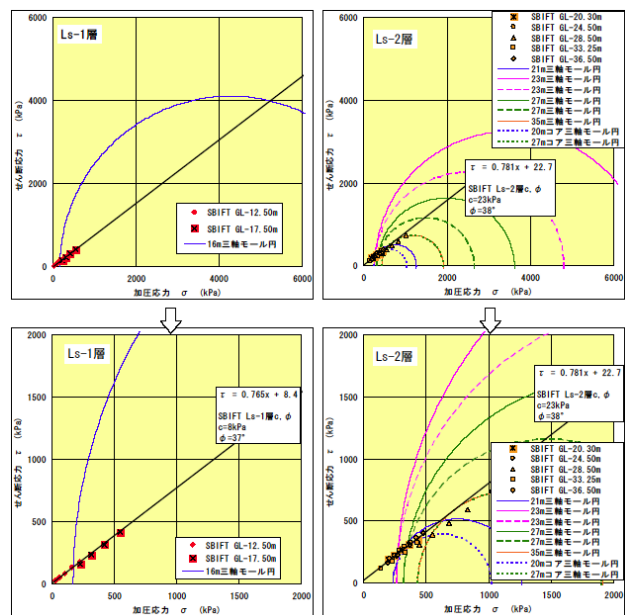 Ls-1層
せん断応力 τ (kPa)
6000
4000
2000
0
0
2000
4000
6000
加圧応力 σ (kPa)
SBIFT GL-12.50m
SBIFT GL-17.50m
16m三軸モール円
Ls-2層
せん断応力 τ (kPa)
6000
4000
2000
0
0
2000
4000
6000
加圧応力 σ (kPa)
SBIFT GL-20.30m
SBIFT GL-24.50m
SBIFT GL-28.50m
SBIFT GL-33.25m
SBIFT GL-36.50m
21m三軸モール円
23m三軸モール円
23m三軸モール円
27m三軸モール円
27m三軸モール円
35m三軸モール円
20mコア三軸モール円
27mコア三軸モール円
τ = 0.781x + 22.7
SBIFT Ls-2層c, φ
c=23kPa
φ=38°
Ls-1層
せん断応力 τ (kPa)
2000
1500
1000
500
0
0
500
1000
1500
2000
加圧応力 σ (kPa)
τ = 0.765x + 8.4
SBIFT Ls-1層c, φ
c=8kPa
φ=37°
SBIFT GL-12.50m
SBIFT GL-17.50m
16m三軸モール円
Ls-2層
せん断応力 τ (kPa)
2000
1500
1000
500
0
0
500
1000
1500
2000
加圧応力 σ (kPa)
τ = 0.781x + 22.7
SBIFT Ls-2層c, φ
c=23kPa
φ=38°
SBIFT GL-20.30m
SBIFT GL-24.50m
SBIFT GL-28.50m
SBIFT GL-33.25m
SBIFT GL-36.50m
21m三軸モール円
23m三軸モール円
23m三軸モール円
27m三軸モール円
27m三軸モール円
35m三軸モール円
20mコア三軸モール円
27mコア三軸モール円